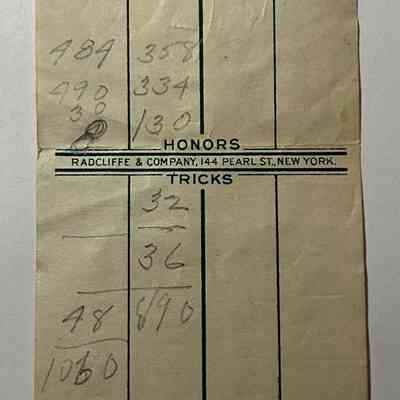 484 358
490 334
30
8 130
HONORS
RADCLIFFE & COMPANY, 144 PEARL ST., NEW YORK.
TRICKS
32
36
48 890
1060